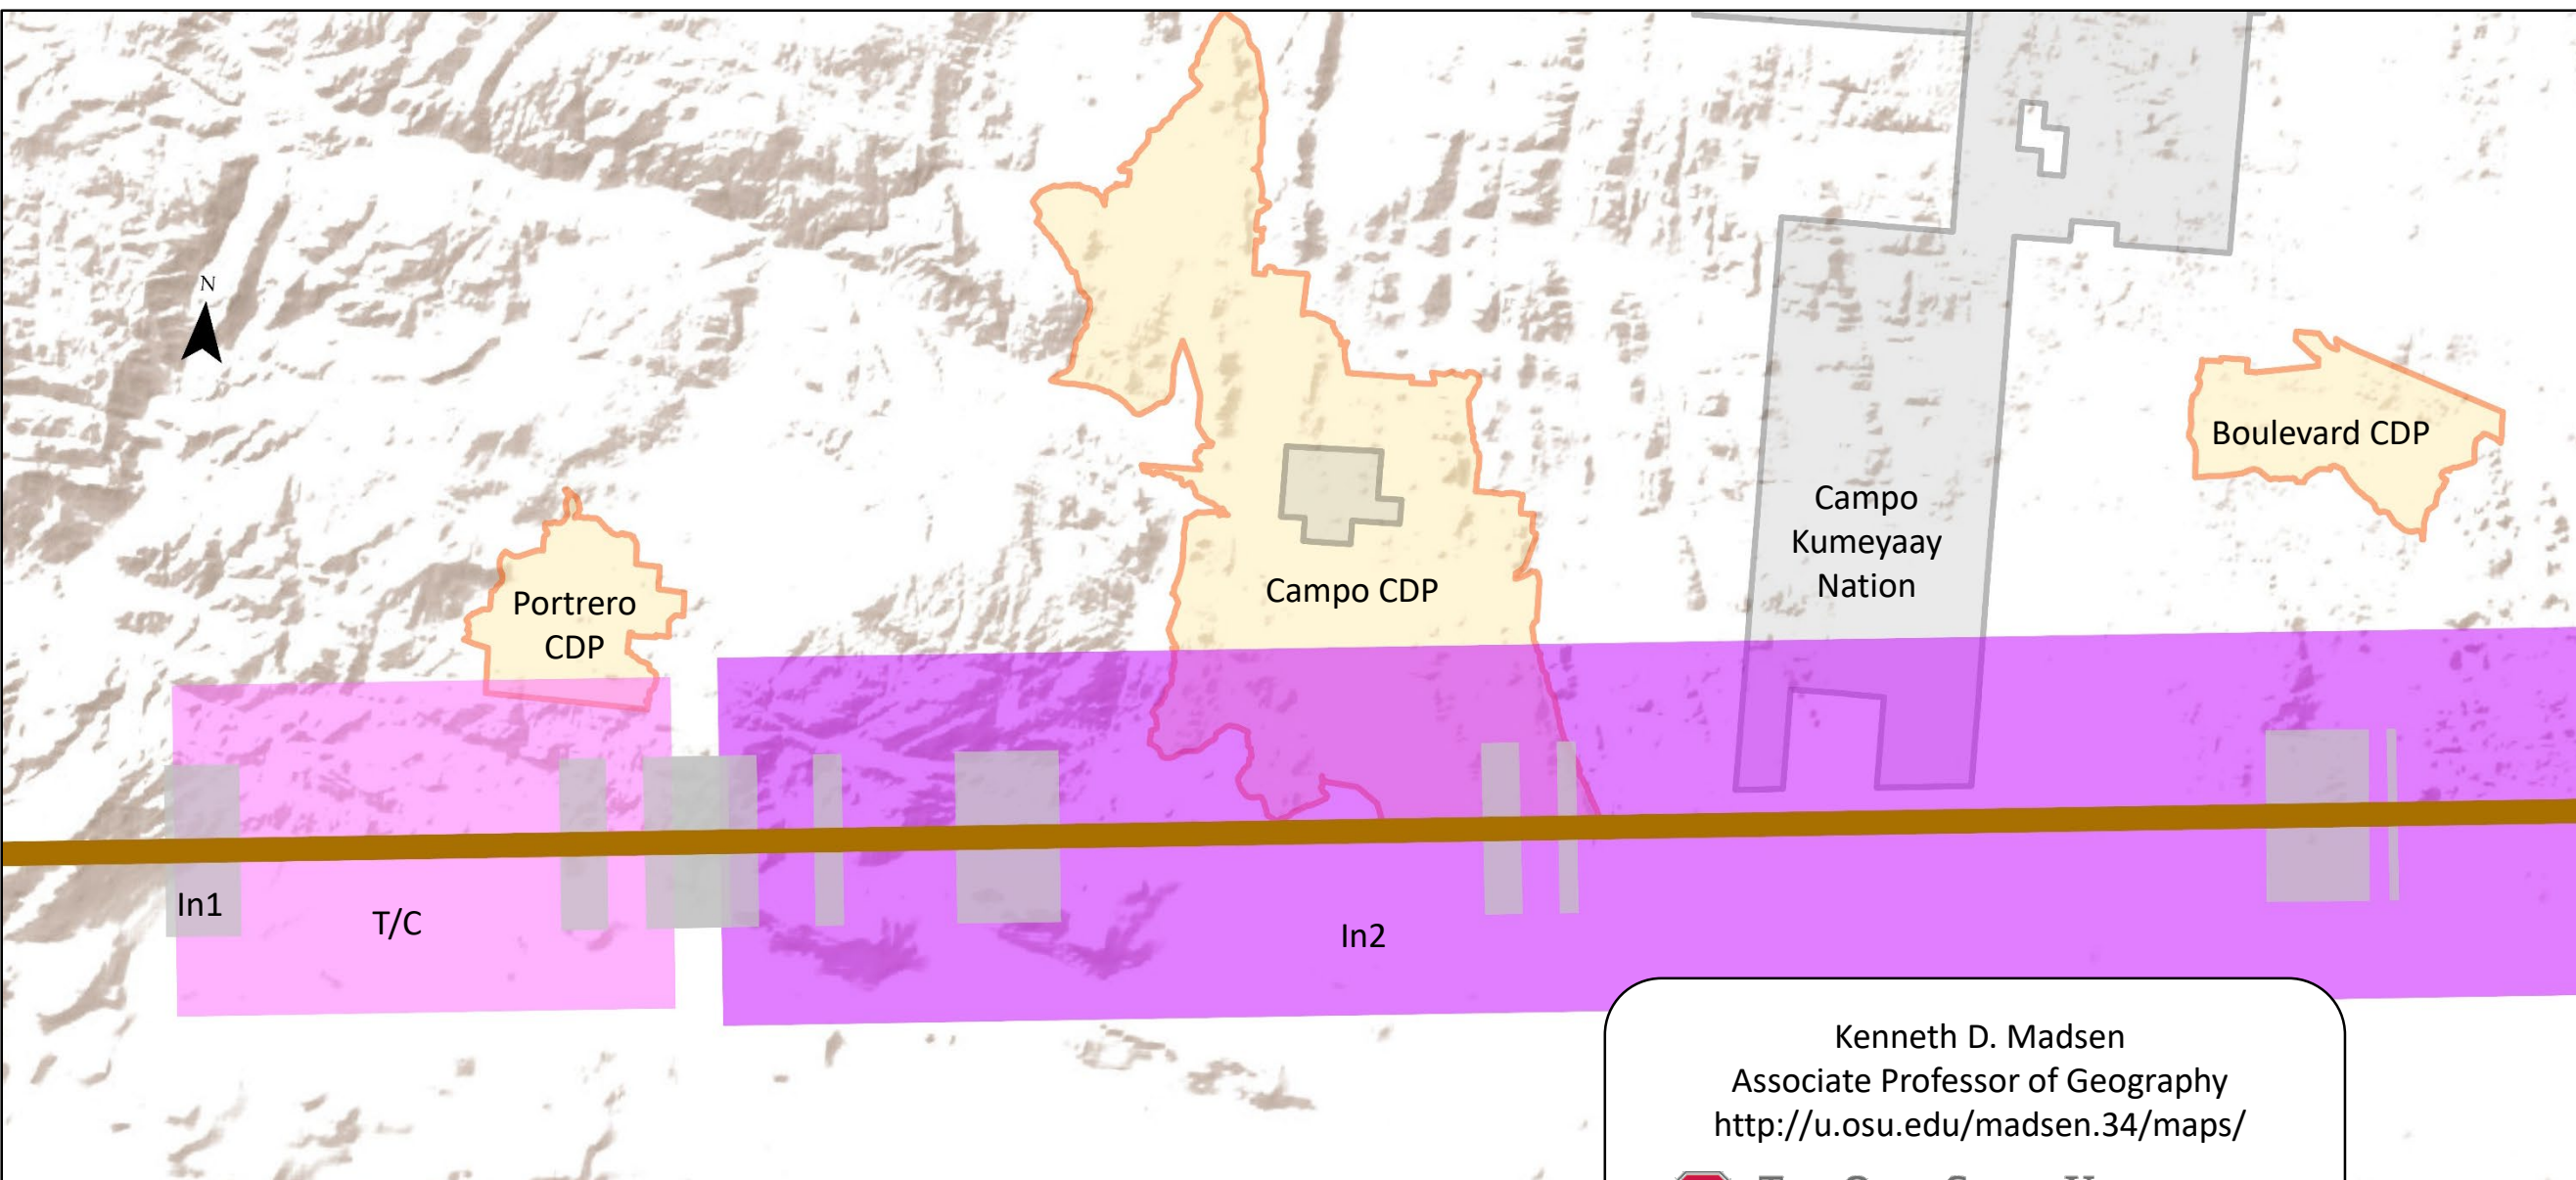 N
Boulevard CDP
Campo
Kumeyaay
Nation
Campo CDP
Portrero
CDP
In1
T/C
In2
Kenneth D. Madsen
Associate Professor of Geography
http://u.osu.edu/madsen.34/maps/